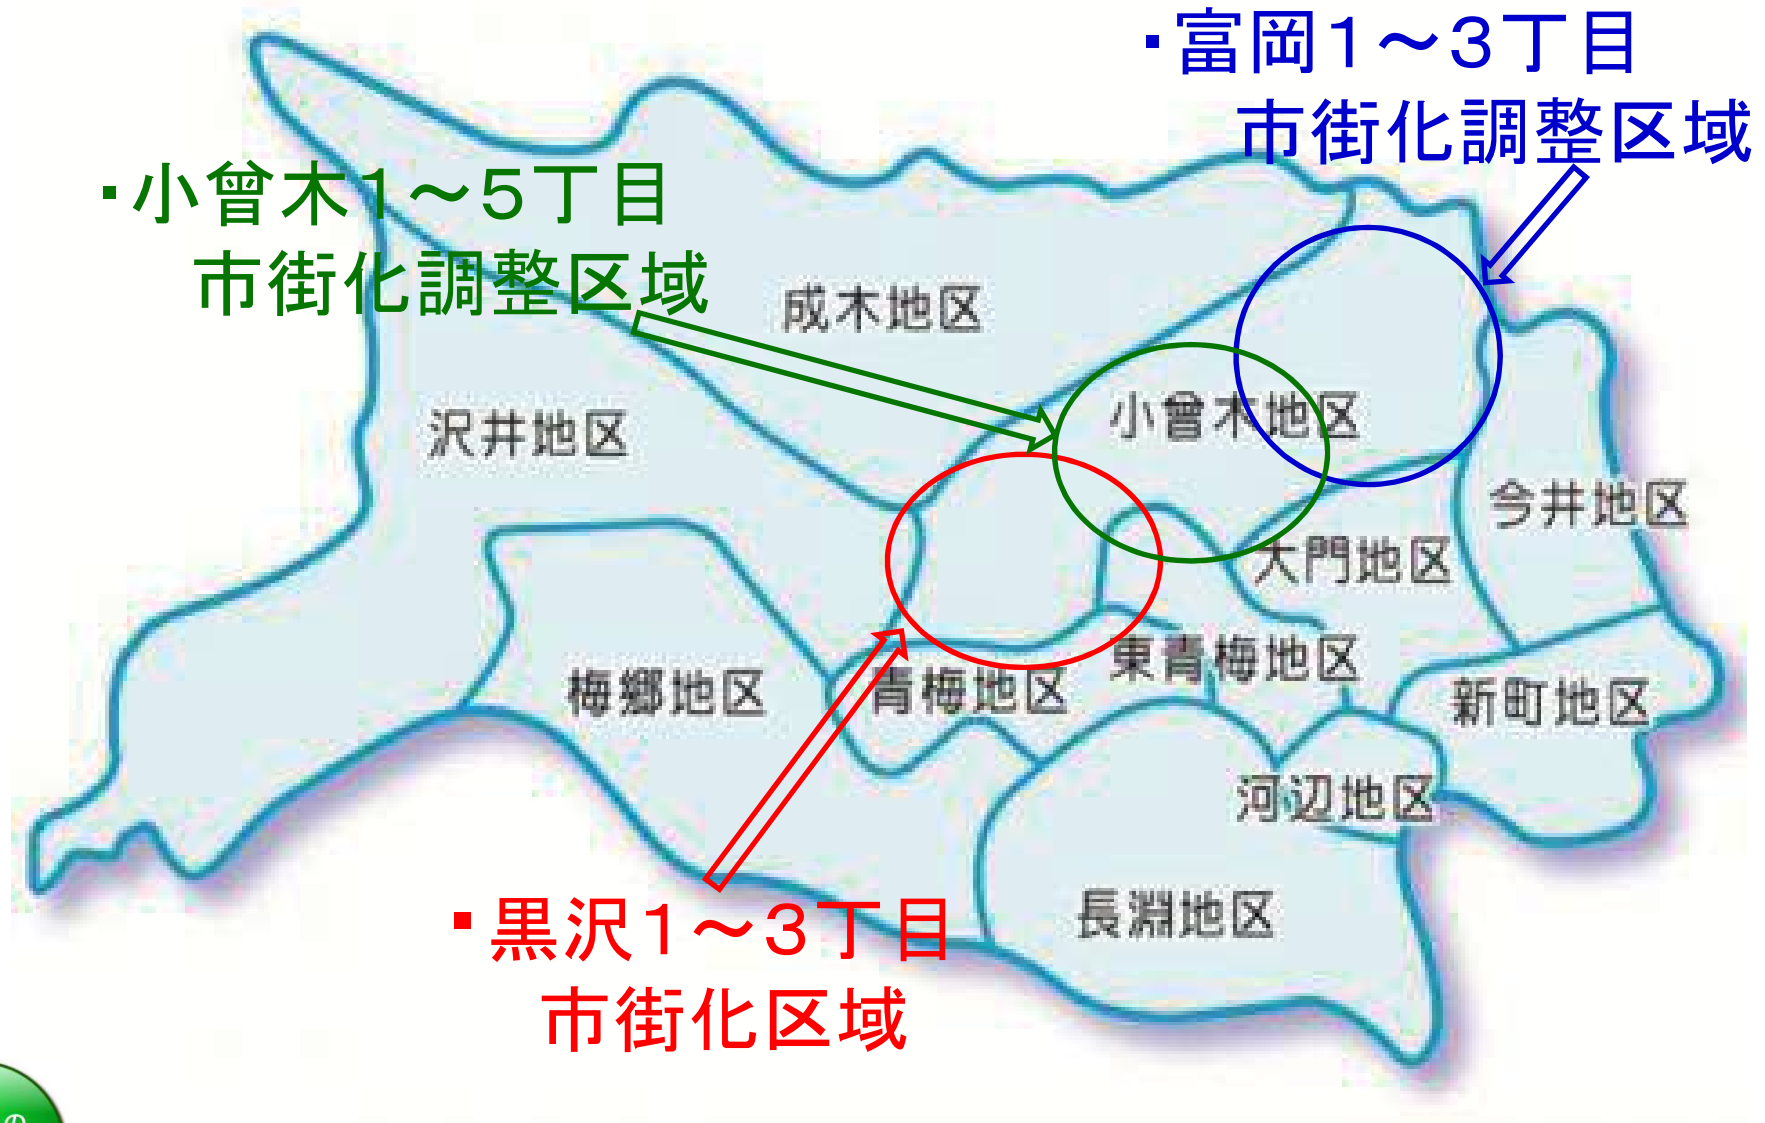 ・富岡１～３丁目
市街化調整区域
・小曾木１～５丁目
市街化調整区域
成木地区
沢井地区
小曾木地区
今井地区
大門地区
東青梅地区
梅郷地区
青梅地区
新町地区
河辺地区
長淵地区
・黒沢１～３丁目
市街化区域
の